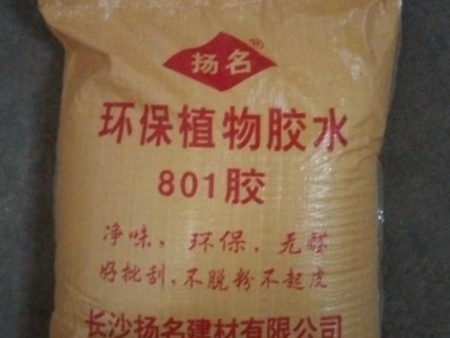 扬名®
环保植物胶水
801胶
净味，环保，无醛
好批刮，不脱粉不起皮
长沙扬名建材有限公司